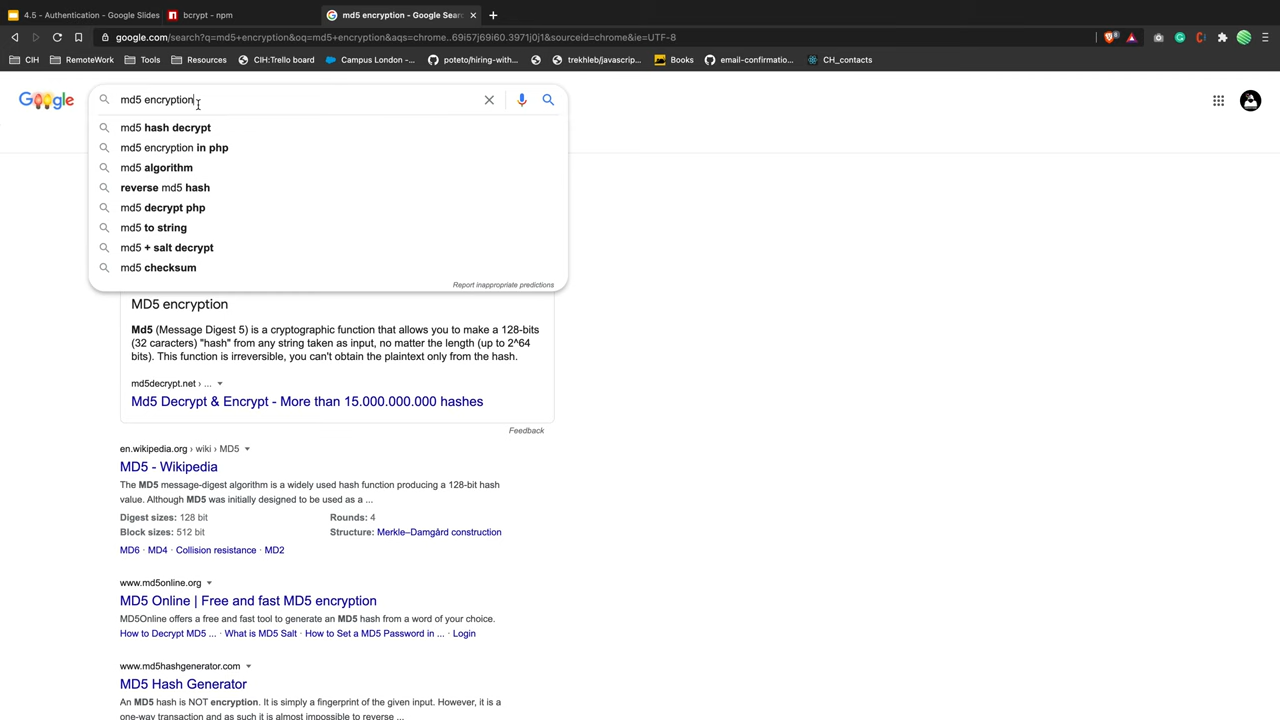 4.5 - Authentication - Google Slides
bcrypt - npm
md5 encryption - Google Sear
google.com/search?q=md5+encryption&oq=md5+encryption&aqs=chrome..69i57j69i60.3971j0j1&sourceid=chrome&ie=UTF-8
CIH
RemoteWork
Tools
Resources
CIH:Trello board
Campus London -...
poteto/hiring-with...
trekhleb/javascrip...
Books
email-confirmatio...
CH_contacts
Google
md5 encryption
md5 hash decrypt
md5 encryption in php
md5 algorithm
reverse md5 hash
md5 decrypt php
md5 to string
md5 + salt decrypt
md5 checksum
Report inappropriate predictions
MD5 encryption
Md5 (Message Digest 5) is a cryptographic function that allows you to make a 128-bits
(32 caracters) "hash" from any string taken as input, no matter the length (up to 2^64
bits). This function is irreversible, you can't obtain the plaintext only from the hash.
md5decrypt.net › ...
Md5 Decrypt & Encrypt - More than 15.000.000.000 hashes
Feedback
en.wikipedia.org › wiki › MD5
MD5 - Wikipedia
The MD5 message-digest algorithm is a widely used hash function producing a 128-bit hash
value. Although MD5 was initially designed to be used as a ...
Digest sizes: 128 bit Rounds: 4
Block sizes: 512 bit Structure: Merkle–Damgård construction
MD6 · MD4 · Collision resistance · MD2
www.md5online.org
MD5 Online | Free and fast MD5 encryption
MD5Online offers a free and fast tool to generate an MD5 hash from a word of your choice.
How to Decrypt MD5 ... · What is MD5 Salt · How to Set a MD5 Password in ... · Login
www.md5hashgenerator.com
MD5 Hash Generator
An MD5 hash is NOT encryption. It is simply a fingerprint of the given input. However, it is a
one-way transaction and as such it is almost impossible to reverse ...